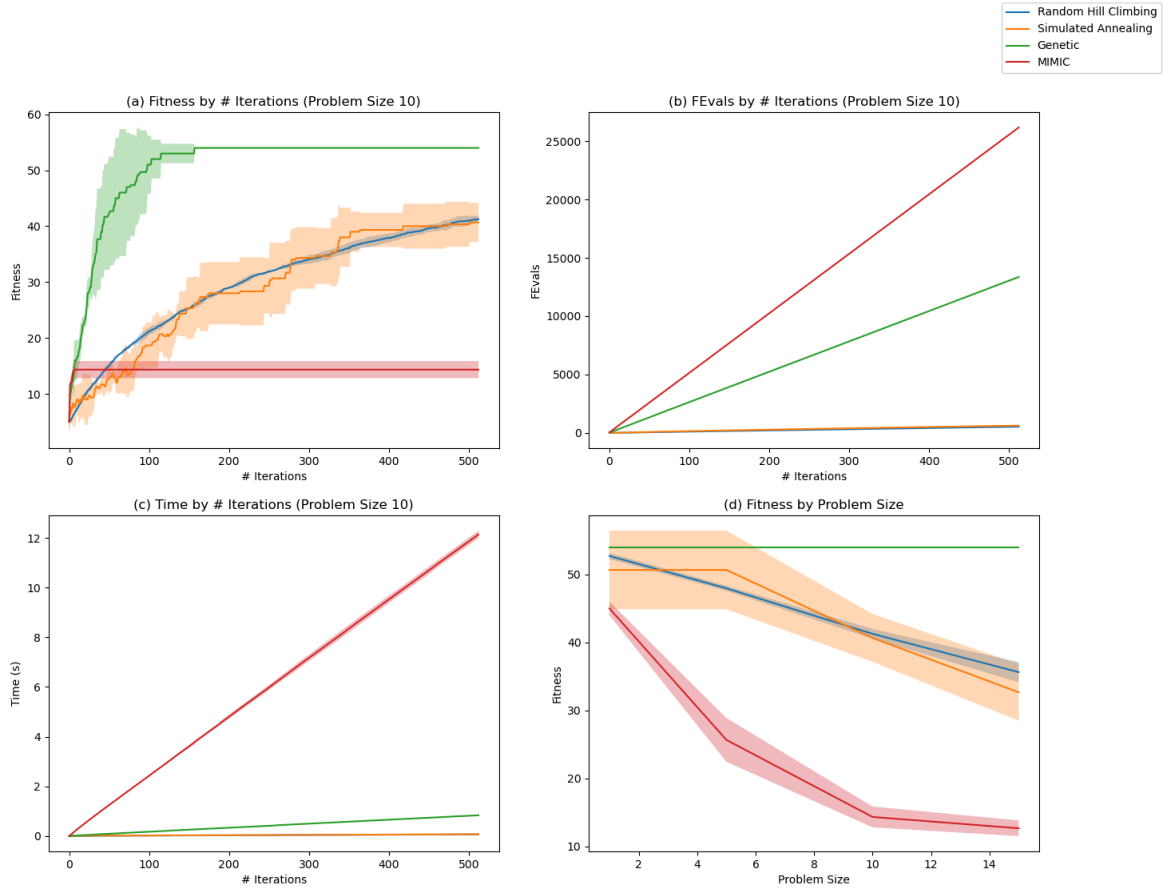 Random Hill Climbing
Simulated Annealing
Genetic
MIMIC
(a) Fitness by # Iterations (Problem Size 10)
60
50
40
30
20
10
Fitness
0 100 200 300 400 500
# Iterations
(b) FEvals by # Iterations (Problem Size 10)
25000
20000
15000
10000
5000
0
FEvals
0 100 200 300 400 500
# Iterations
(c) Time by # Iterations (Problem Size 10)
12
10
8
6
4
2
0
Time (s)
0 100 200 300 400 500
# Iterations
(d) Fitness by Problem Size
50
40
30
20
10
Fitness
2 4 6 8 10 12 14
Problem Size